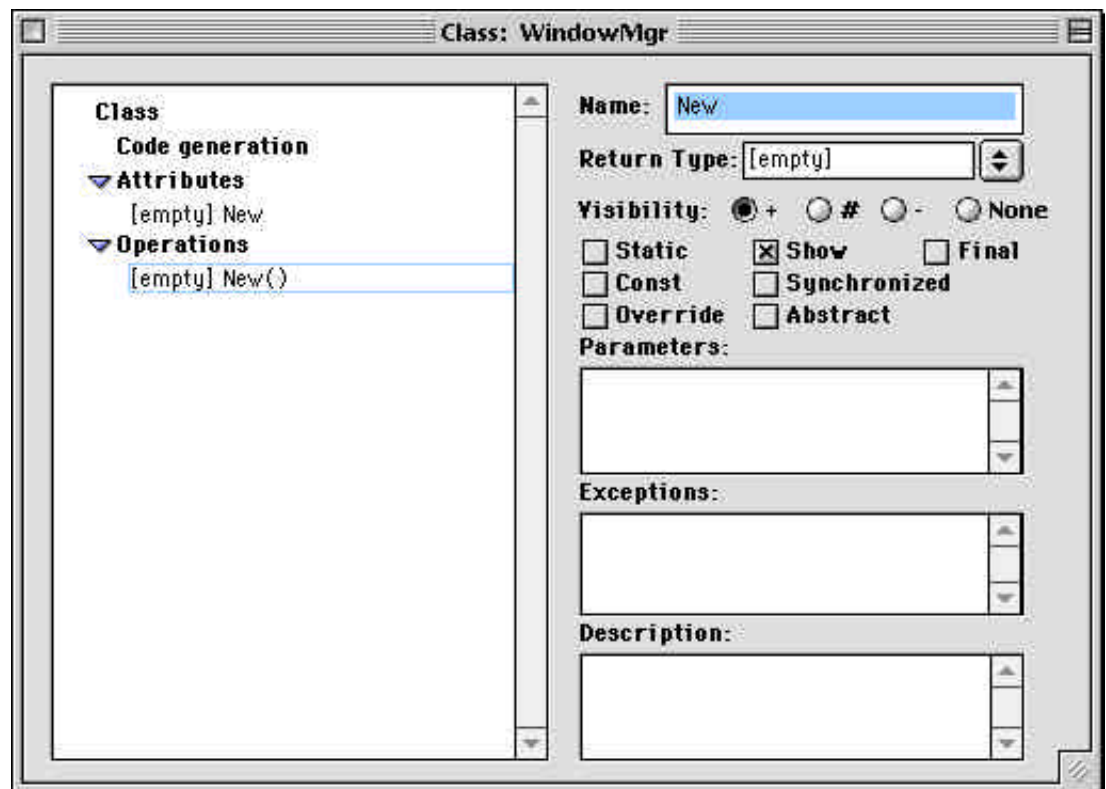 Class: WindowMgr
Class
Code generation
Attributes
[empty] New
Operations
[empty] New()
Name: New
Return Type: [empty]
Visibility: + # - None
Static Show Final
Const Synchronized
Override Abstract
Parameters:
Exceptions:
Description: